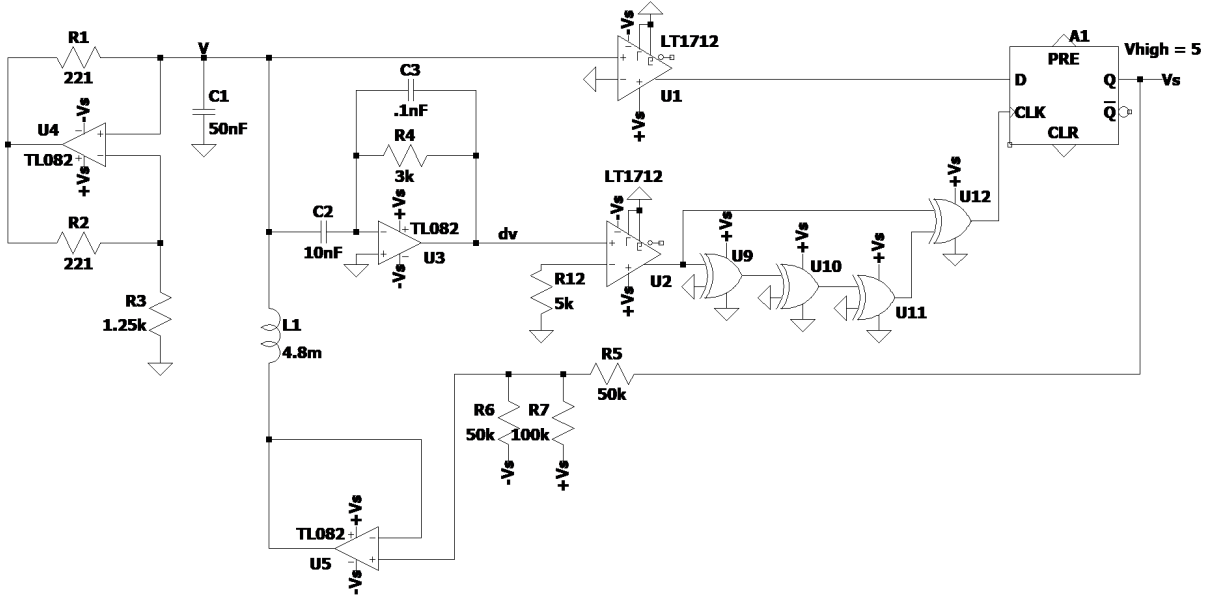 R1
221
V
C1
50nF
-Vs
U4
TL082
+Vs
R2
221
R3
1.25k
C3
.1nF
R4
3k
C2
10nF
+Vs
TL082
U3
-Vs
dv
L1
4.8m
-Vs
LT1712
U1
+Vs
LT1712
-Vs
U2
+Vs
R12
5k
+Vs
U9
+Vs
U10
+Vs
U11
+Vs
U12
A1
Vhigh = 5
PRE
D
Q
Vs
CLK
Q
CLR
R5
50k
R6
50k
R7
100k
-Vs
+Vs
+Vs
TL082
U5
-Vs